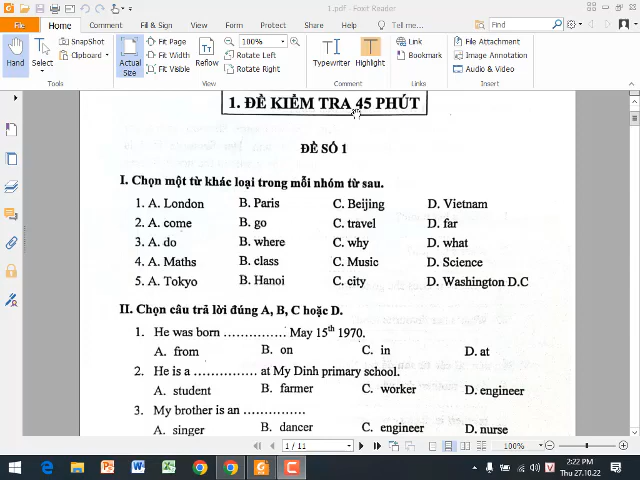 1.pdf - Foxit Reader
File Home Comment Fill & Sign View Form Protect Share Help Tell me... Find
Hand Select SnapShot Clipboard Actual Size Fit Page Fit Width Fit Visible Reflow 100% Rotate Left Rotate Right Typewriter Highlight Link Bookmark File Attachment Image Annotation Audio & Video
Tools View Comment Links Insert
1. ĐỀ KIỂM TRA 45 PHÚT
ĐỀ SỐ 1
I. Chọn một từ khác loại trong mỗi nhóm từ sau.
1. A. London B. Paris C. Beijing D. Vietnam
2. A. come B. go C. travel D. far
3. A. do B. where C. why D. what
4. A. Maths B. class C. Music D. Science
5. A. Tokyo B. Hanoi C. city D. Washington D.C
II. Chọn câu trả lời đúng A, B, C hoặc D.
1. He was born .............. May 15th 1970.
A. from B. on C. in D. at
2. He is a ................ at My Dinh primary school.
A. student B. farmer C. worker D. engineer
3. My brother is an ...............
A. singer B. dancer C. engineer D. nurse
1 / 11 100%
2:22 PM
Thu 27.10.22